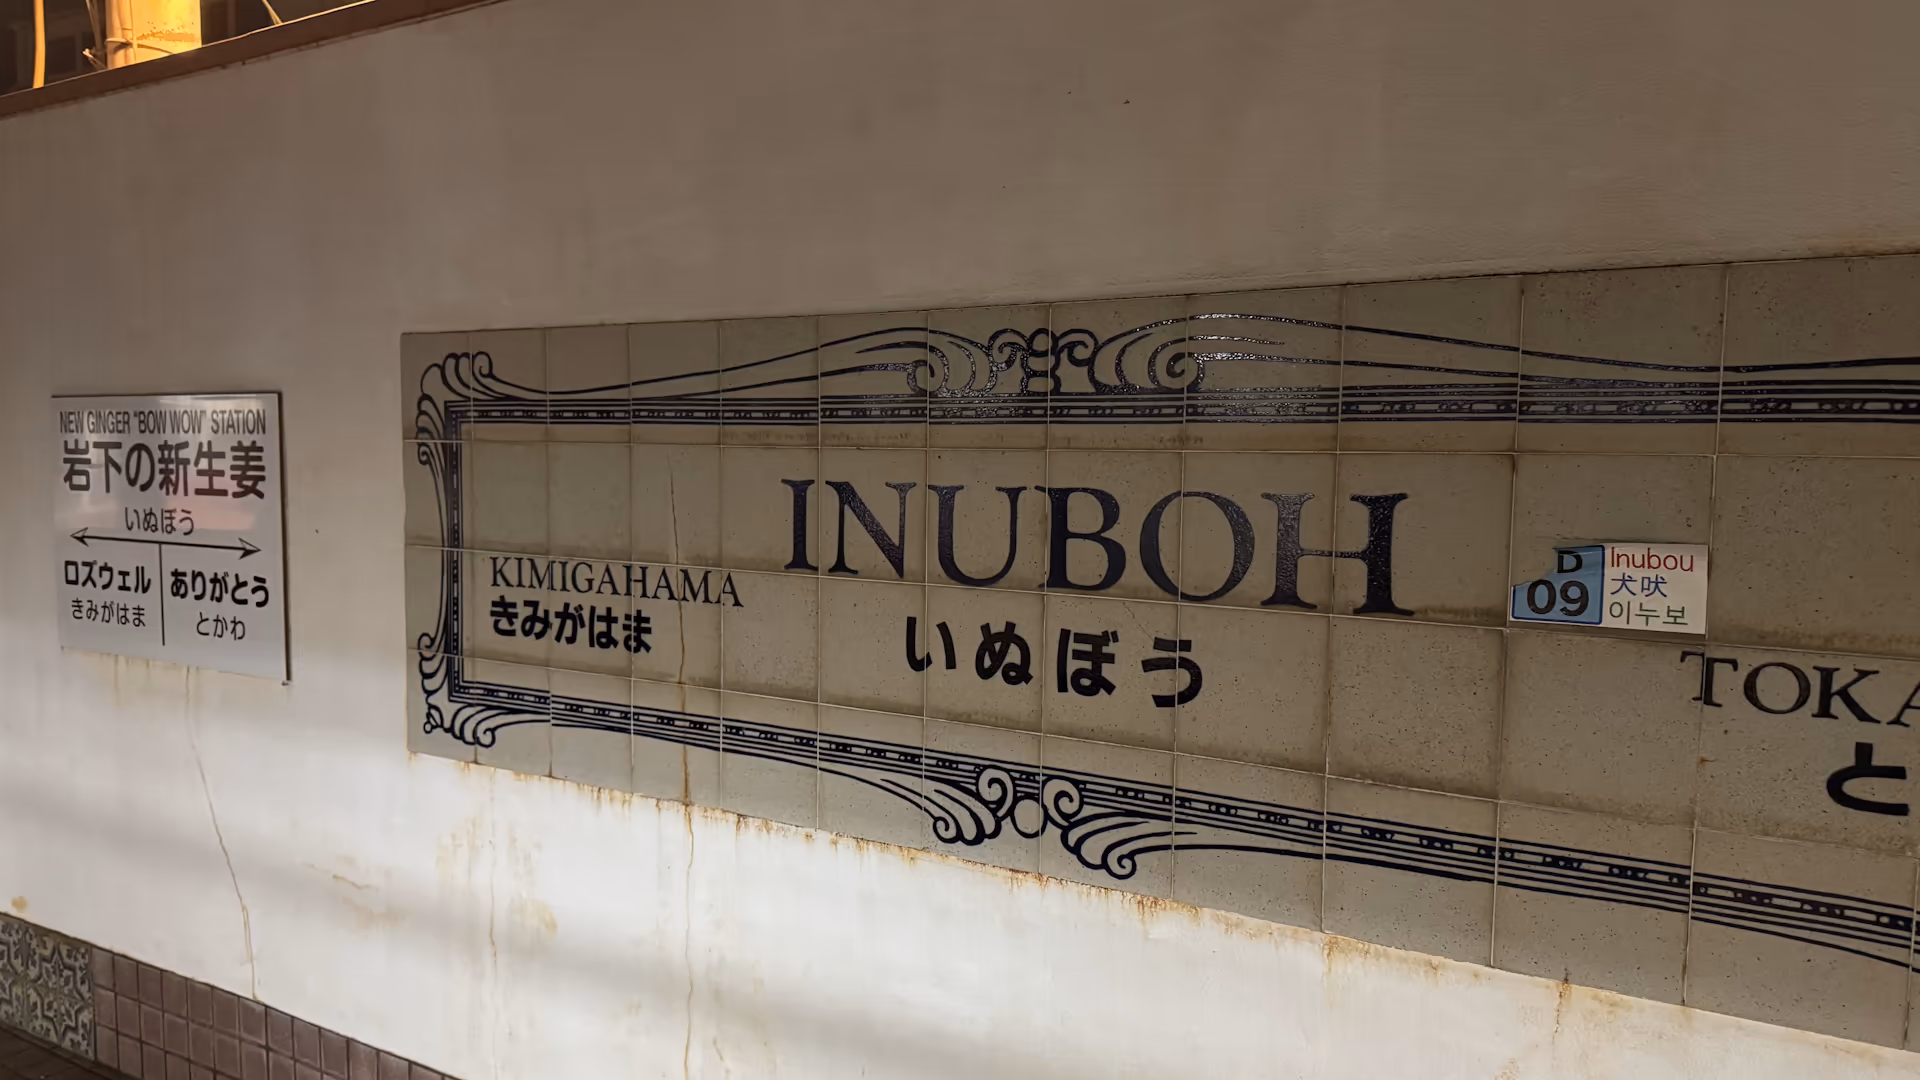 NEW GINGER "BOW WOW" STATION
岩下の新生姜
いぬぼう
ロズウェル
きみがはま
ありがとう
とかわ
INUBOH
いぬぼう
KIMIGAHAMA
きみがはま
D
09
Inubou
犬吠
이누보
TOKA
と